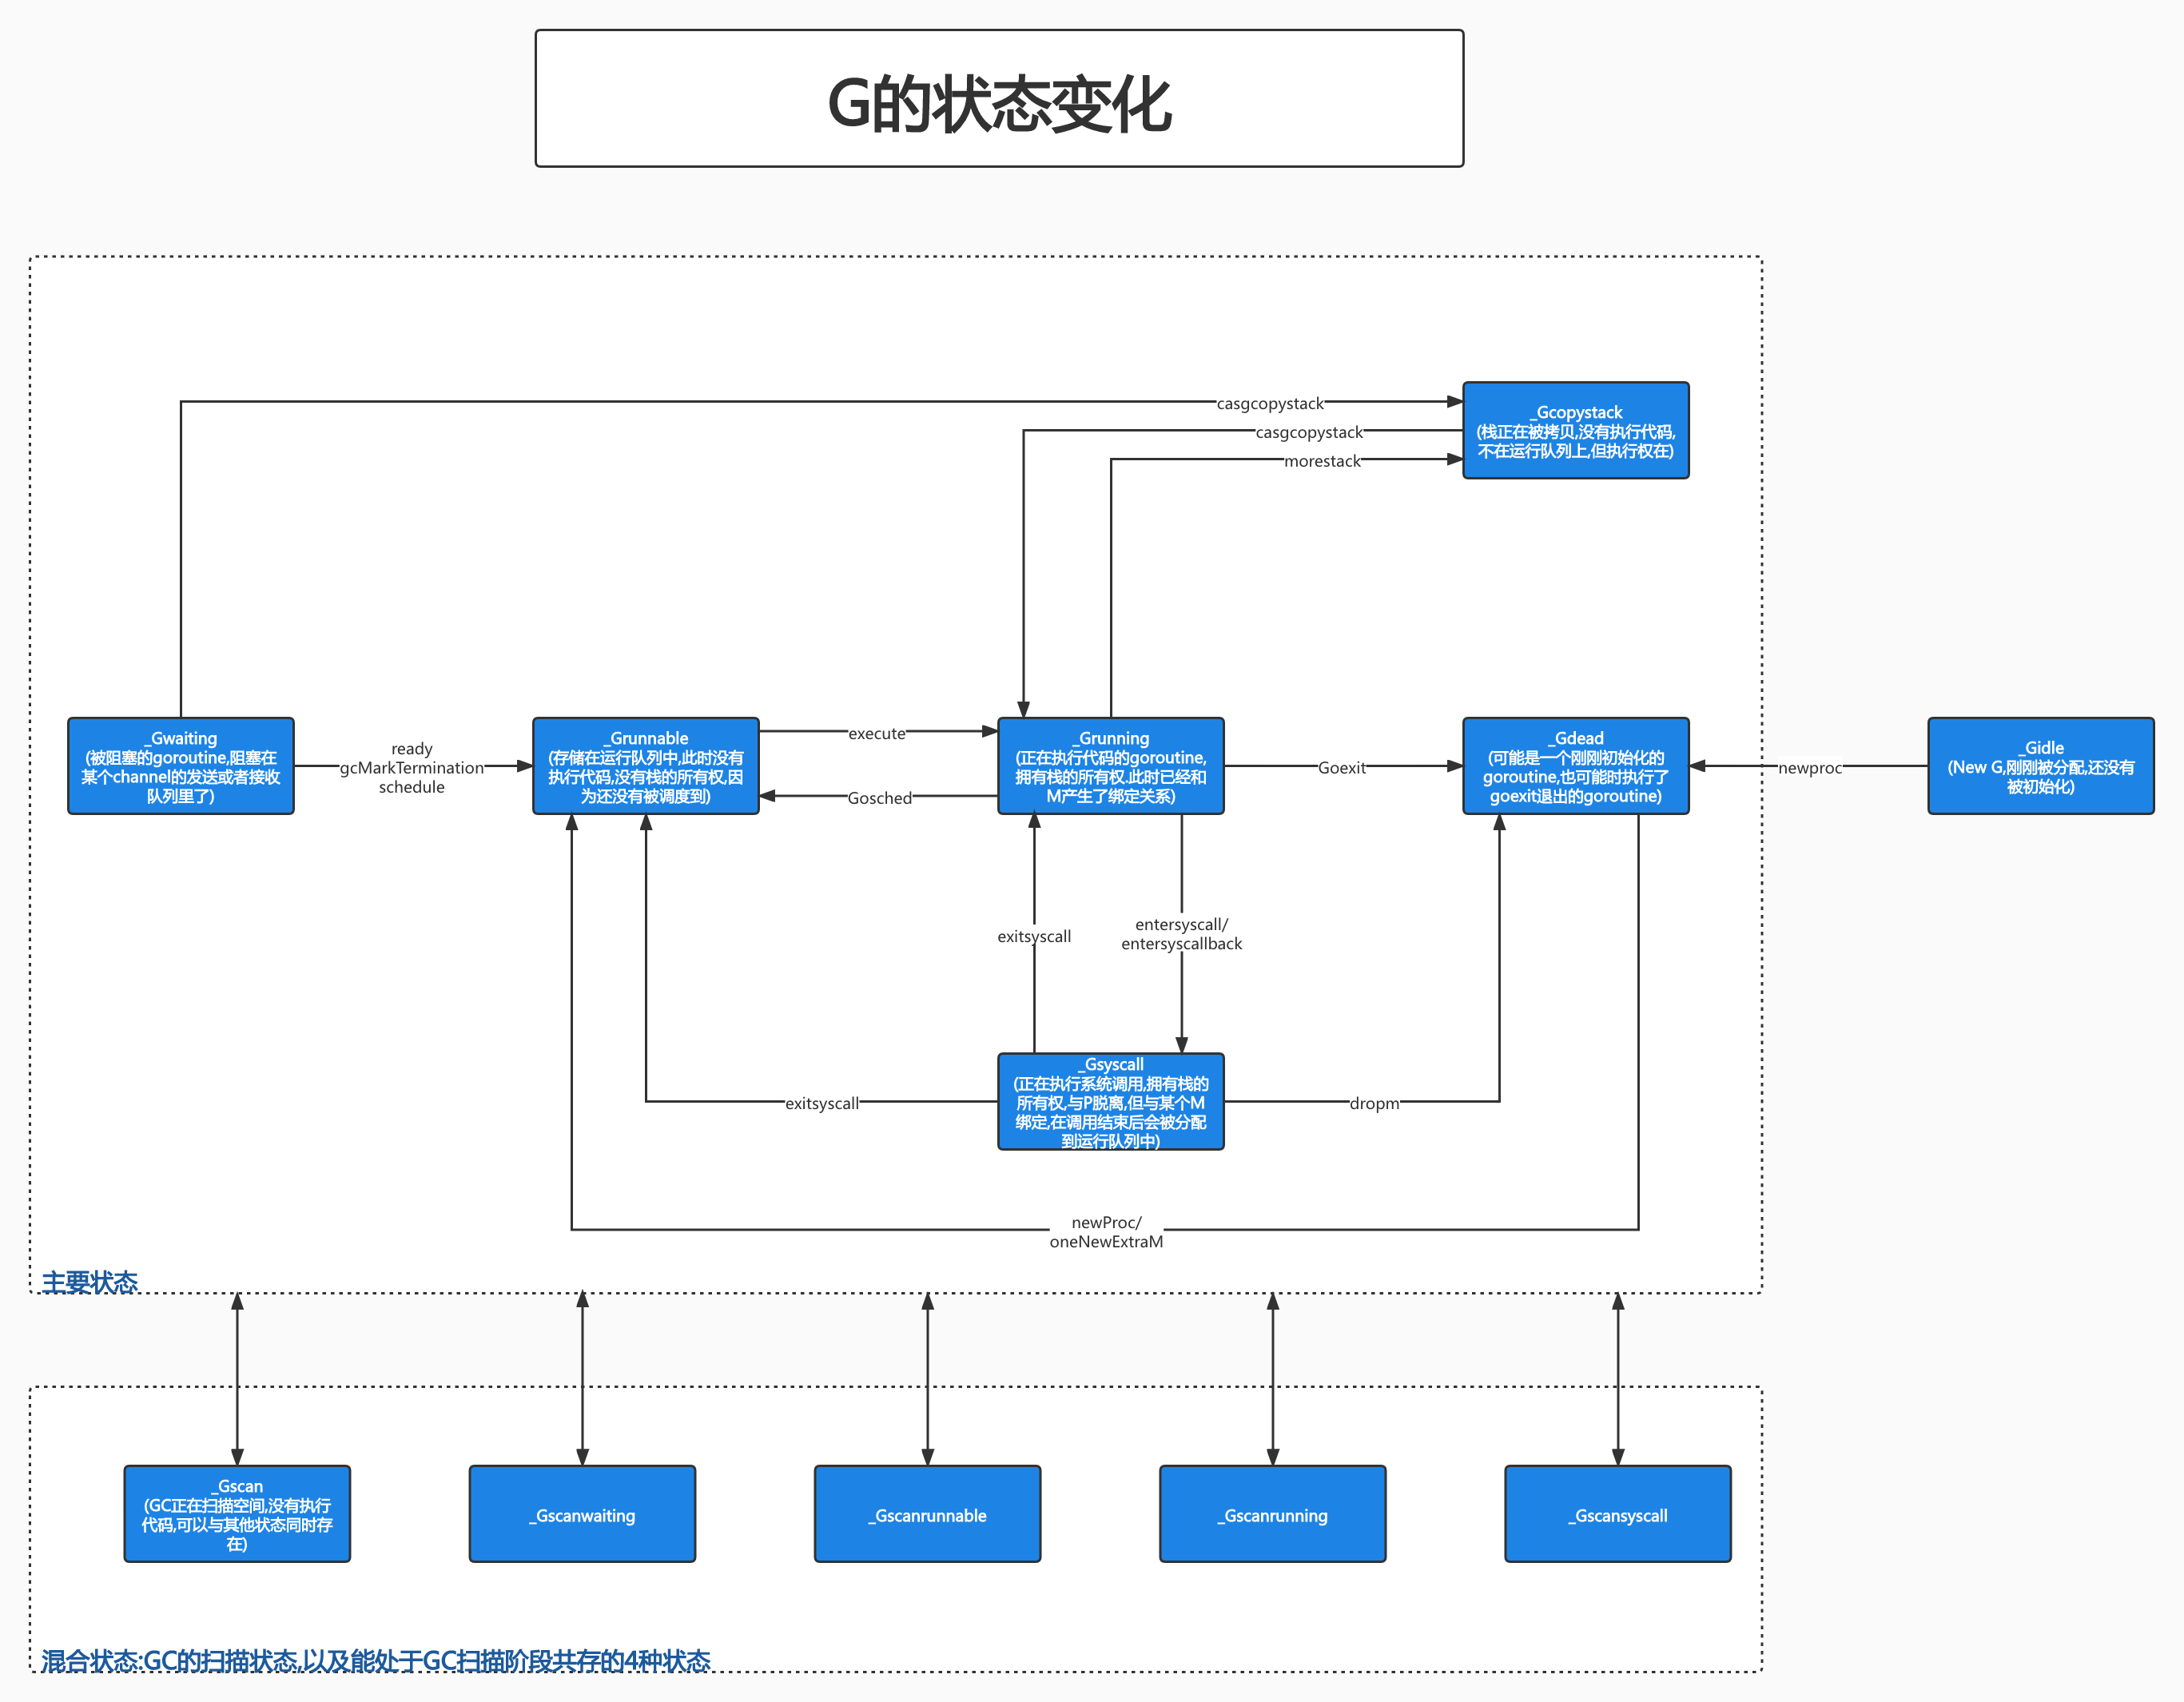 G的状态变化
casgcopystack
casgcopystack
morestack
_Gcopystack
(栈正在被拷贝,没有执行代码,
不在运行队列上,但执行权在)
_Gwaiting
(被阻塞的goroutine,阻塞在
某个channel的发送或者接收
队列里了)
ready
gcMarkTermination
schedule
_Grunnable
(存储在运行队列中,此时没有
执行代码,没有栈的所有权,因
为还没有被调度到)
execute
Gosched
_Grunning
(正在执行代码的goroutine,
拥有栈的所有权.此时已经和
M产生了绑定关系)
Goexit
_Gdead
(可能是一个刚刚初始化的
goroutine,也可能时执行了
goexit退出的goroutine)
newproc
_Gidle
(New G,刚刚被分配,还没有
被初始化)
exitsyscall
entersyscall/
entersyscallback
exitsyscall
_Gsyscall
(正在执行系统调用,拥有栈的
所有权,与P脱离,但与某个M
绑定,在调用结束后会被分配
到运行队列中)
dropm
newProc/
oneNewExtraM
主要状态
_Gscan
(GC正在扫描空间,没有执行
代码,可以与其他状态同时存
在)
_Gscanwaiting
_Gscanrunnable
_Gscanrunning
_Gscansyscall
混合状态:GC的扫描状态,以及能处于GC扫描阶段共存的4种状态